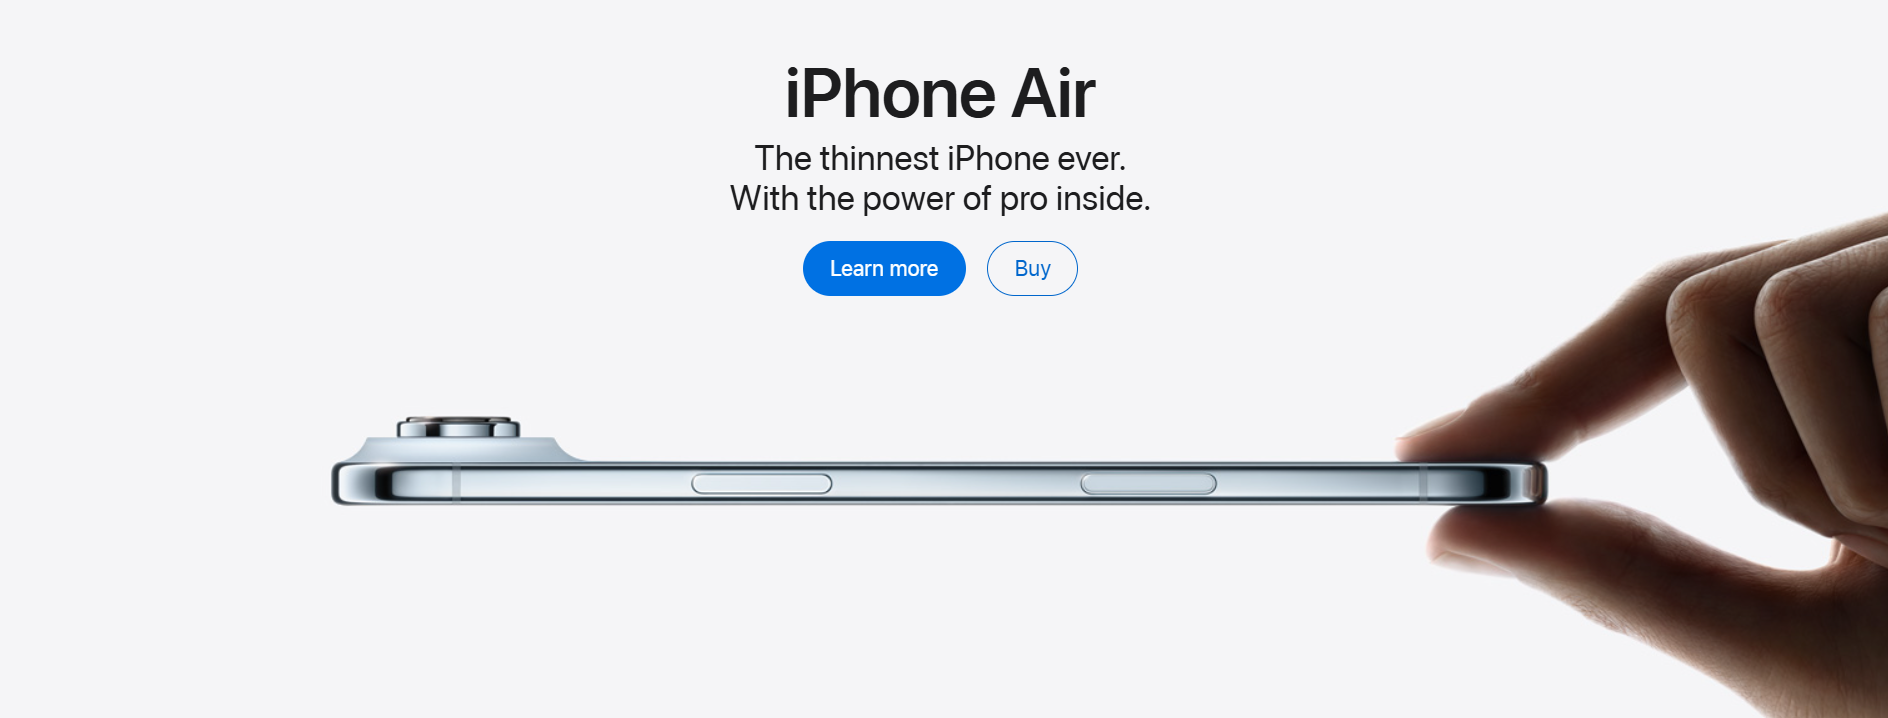 iPhone Air
The thinnest iPhone ever.
With the power of pro inside.
Learn more
Buy